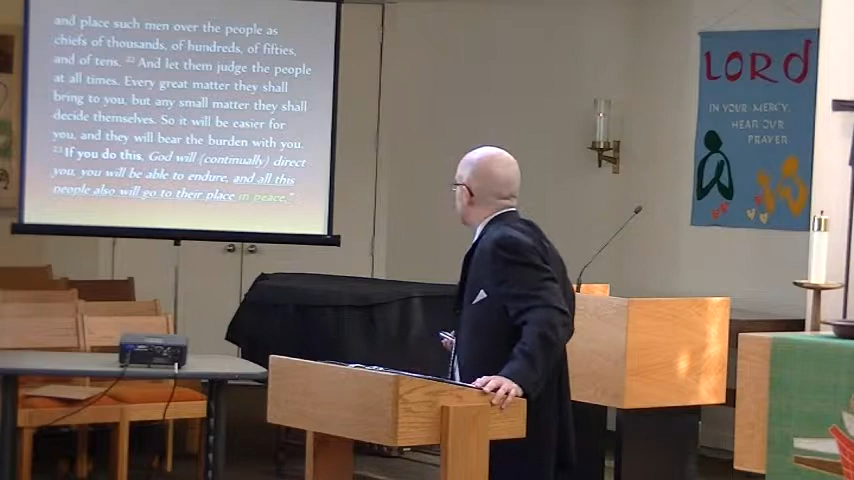 and place such men over the people as
chiefs of thousands, of hundreds, of fifties,
and of tens. 22 And let them judge the people
at all times. Every great matter they shall
bring to you, but any small matter they shall
decide themselves. So it will be easier for
you, and they will bear the burden with you.
23 If you do this, God will (continually) direct
you, you will be able to endure, and all this
people also will go to their place in peace,"
LORD
IN YOUR MERCY,
HEAR OUR
PRAYER